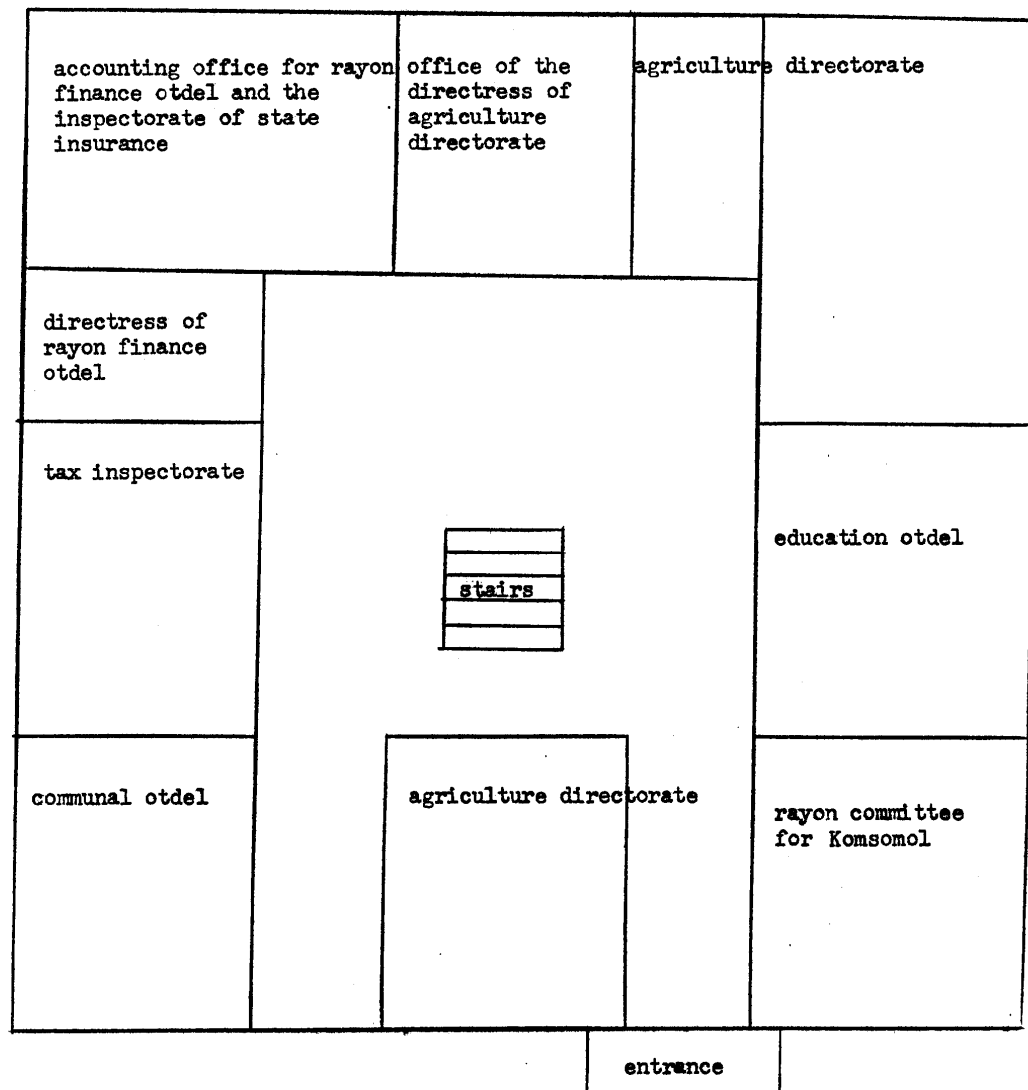 accounting office for rayon
finance otdel and the
inspectorate of state
insurance
office of the
directress of
agriculture
directorate
agriculture directorate
directress of
rayon finance
otdel
tax inspectorate
education otdel
stairs
communal otdel
agriculture directorate
rayon committee
for Komsomol
entrance